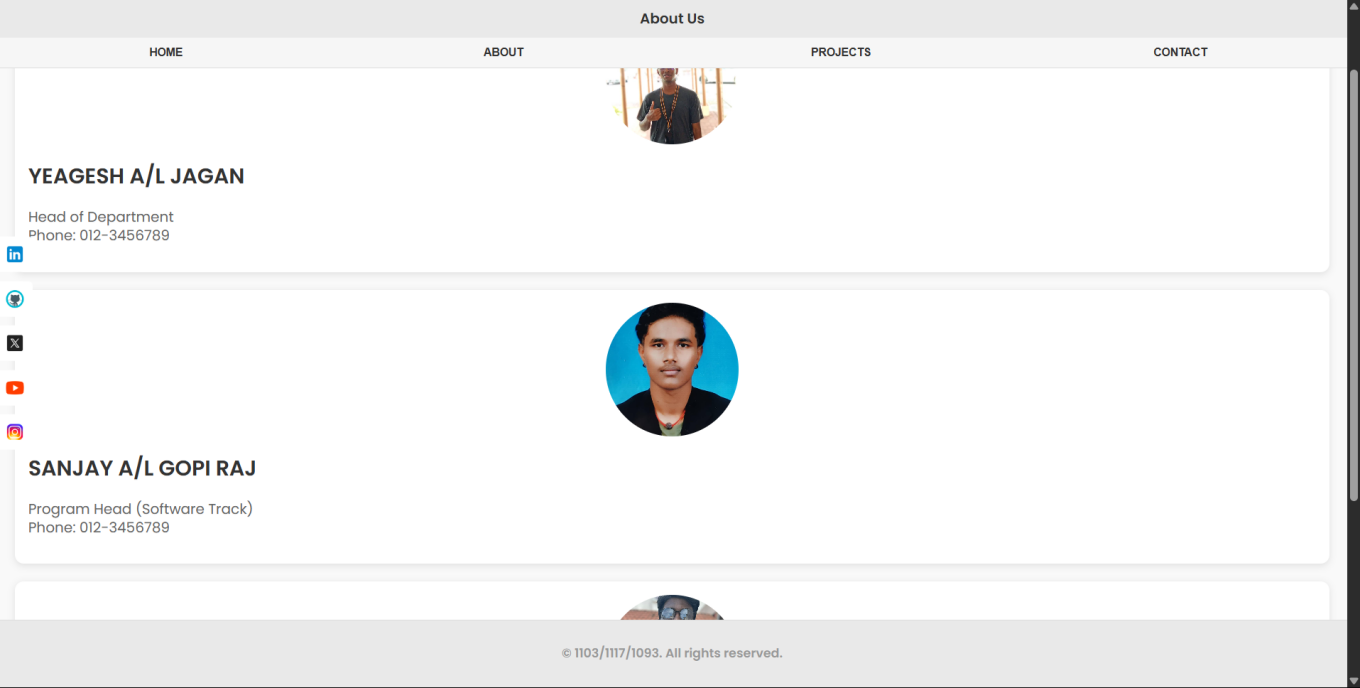 About Us
HOME ABOUT PROJECTS CONTACT
YEAGESH A/L JAGAN
Head of Department
Phone: 012-3456789
in
X
SANJAY A/L GOPI RAJ
Program Head (Software Track)
Phone: 012-3456789
© 1103/1117/1093. All rights reserved.